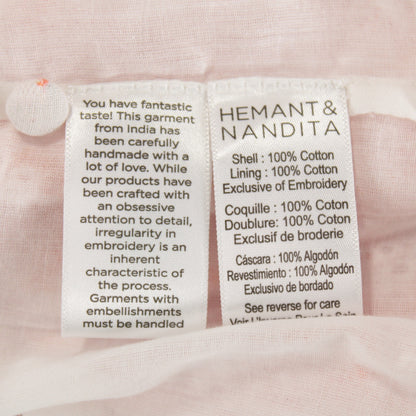 You have fantastic
taste! This garment
from India has
been carefully
handmade with a
lot of love. While
our products have
been crafted with
an obsessive
attention to detail,
irregularity in
embroidery is an
inherent
characteristic of
the process.
Garments with
embellishments
must be handled
HEMANT &
NANDITA
Shell : 100% Cotton
Lining : 100% Cotton
Exclusive of Embroidery
Coquille : 100% Coton
Doublure : 100% Coton
Exclusif de broderie
Cáscara : 100% Algodón
Revestimiento : 100% Algodón
Exclusivo de bordado
See reverse for care
Voir L'